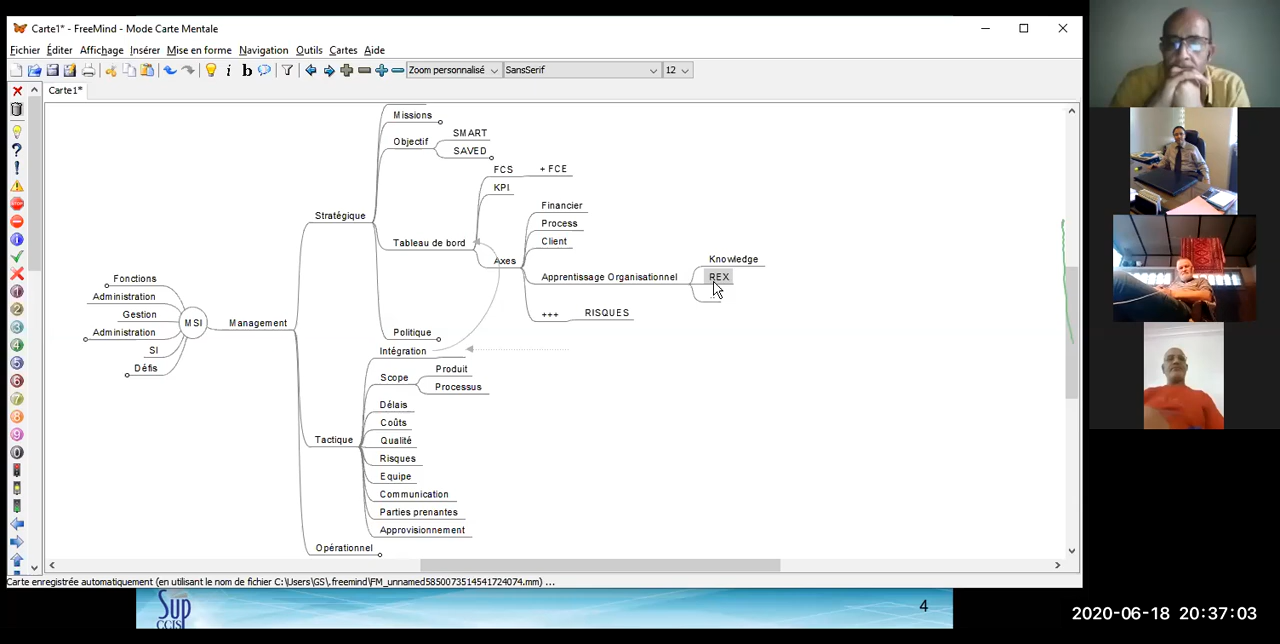 Carte1* - FreeMind - Mode Carte Mentale
Fichier Éditer Affichage Insérer Mise en forme Navigation Outils Cartes Aide
Zoom personnalisé SansSerif 12
Carte1*
Missions
Objectif
SMART
SAVED
FCS
+ FCE
KPI
Stratégique
Tableau de bord
Axes
Financier
Process
Client
Apprentissage Organisationnel
Knowledge
REX
...
+++
RISQUES
Politique
Fonctions
Administration
Gestion
Administration
SI
Défis
MSI
Management
Intégration
Scope
Produit
Processus
Délais
Coûts
Tactique
Qualité
Risques
Equipe
Communication
Parties prenantes
Approvisionnement
Opérationnel
Carte enregistrée automatiquement (en utilisant le nom de fichier C:\Users\GS\.freemind\FM_unnamed5850073514541724074.mm) ...
Sup
CCIS
4
2020-06-18 20:37:03